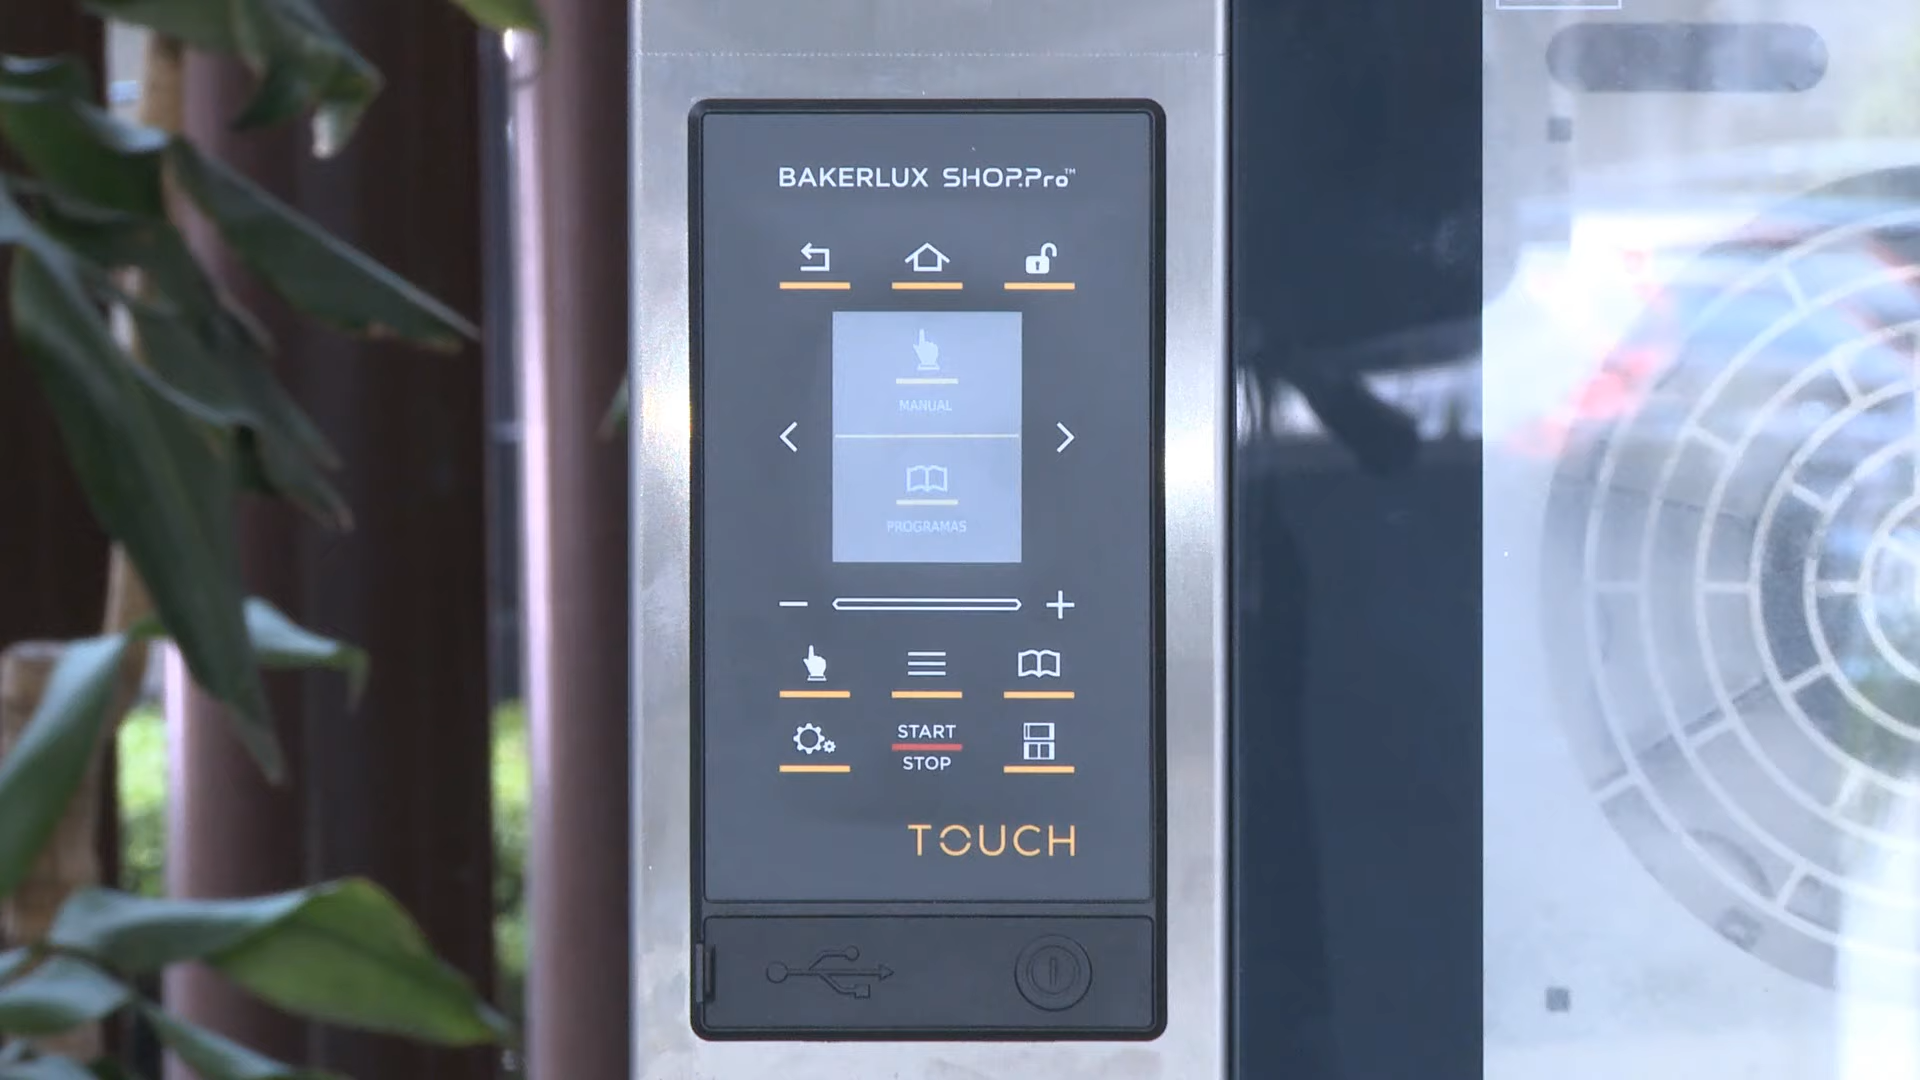 BAKERLUX SHOP.Pro™
MANUAL
PROGRAMAS
START
STOP
TOUCH